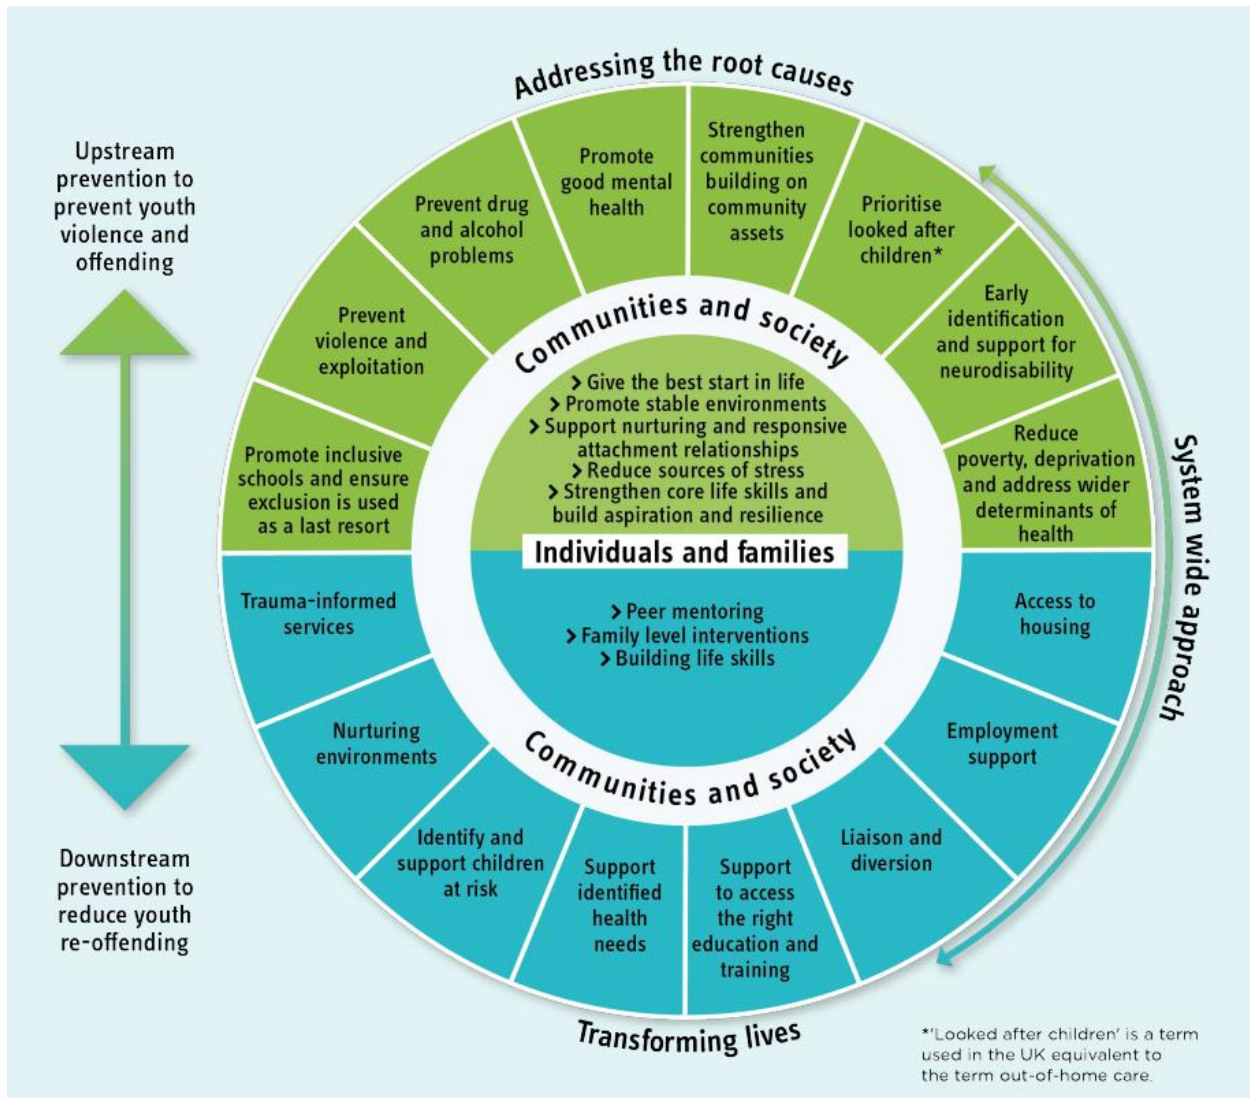 Addressing the root causes
Upstream
prevention to
prevent youth
violence and
offending
Downstream
prevention to
reduce youth
re-offending
Promote inclusive
schools and ensure
exclusion is used
as a last resort
Prevent
violence and
exploitation
Prevent drug
and alcohol
problems
Promote
good mental
health
Strengthen
communities
building on
community
assets
Prioritise
looked after
children*
Early
identification
and support for
neurodisability
Reduce
poverty, deprivation
and address wider
determinants of
health
Communities and society
> Give the best start in life
> Promote stable environments
> Support nurturing and responsive
attachment relationships
> Reduce sources of stress
> Strengthen core life skills and
build aspiration and resilience
Individuals and families
> Peer mentoring
> Family level interventions
> Building life skills
Communities and society
Trauma-informed
services
Nurturing
environments
Identify and
support children
at risk
Support
identified
health
needs
Support
to access
the right
education and
training
Liaison and
diversion
Employment
support
Access to
housing
System wide approach
Transforming lives
*'Looked after children' is a term
used in the UK equivalent to
the term out-of-home care.